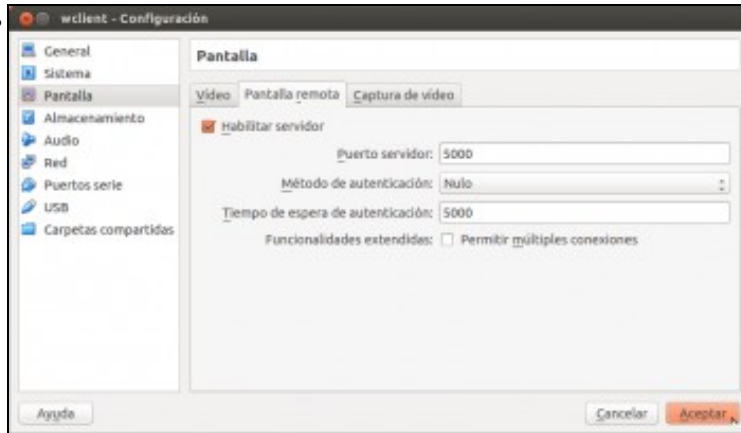 wclient - Configuración
General
Sistema
Pantalla
Almacenamiento
Audio
Red
Puertos serie
USB
Carpetas compartidas
Pantalla
Vídeo Pantalla remota Captura de vídeo
Habilitar servidor
Puerto servidor: 5000
Método de autenticación: Nulo
Tiempo de espera de autenticación: 5000
Funcionalidades extendidas: Permitir múltiples conexiones
Ayuda Cancelar Aceptar